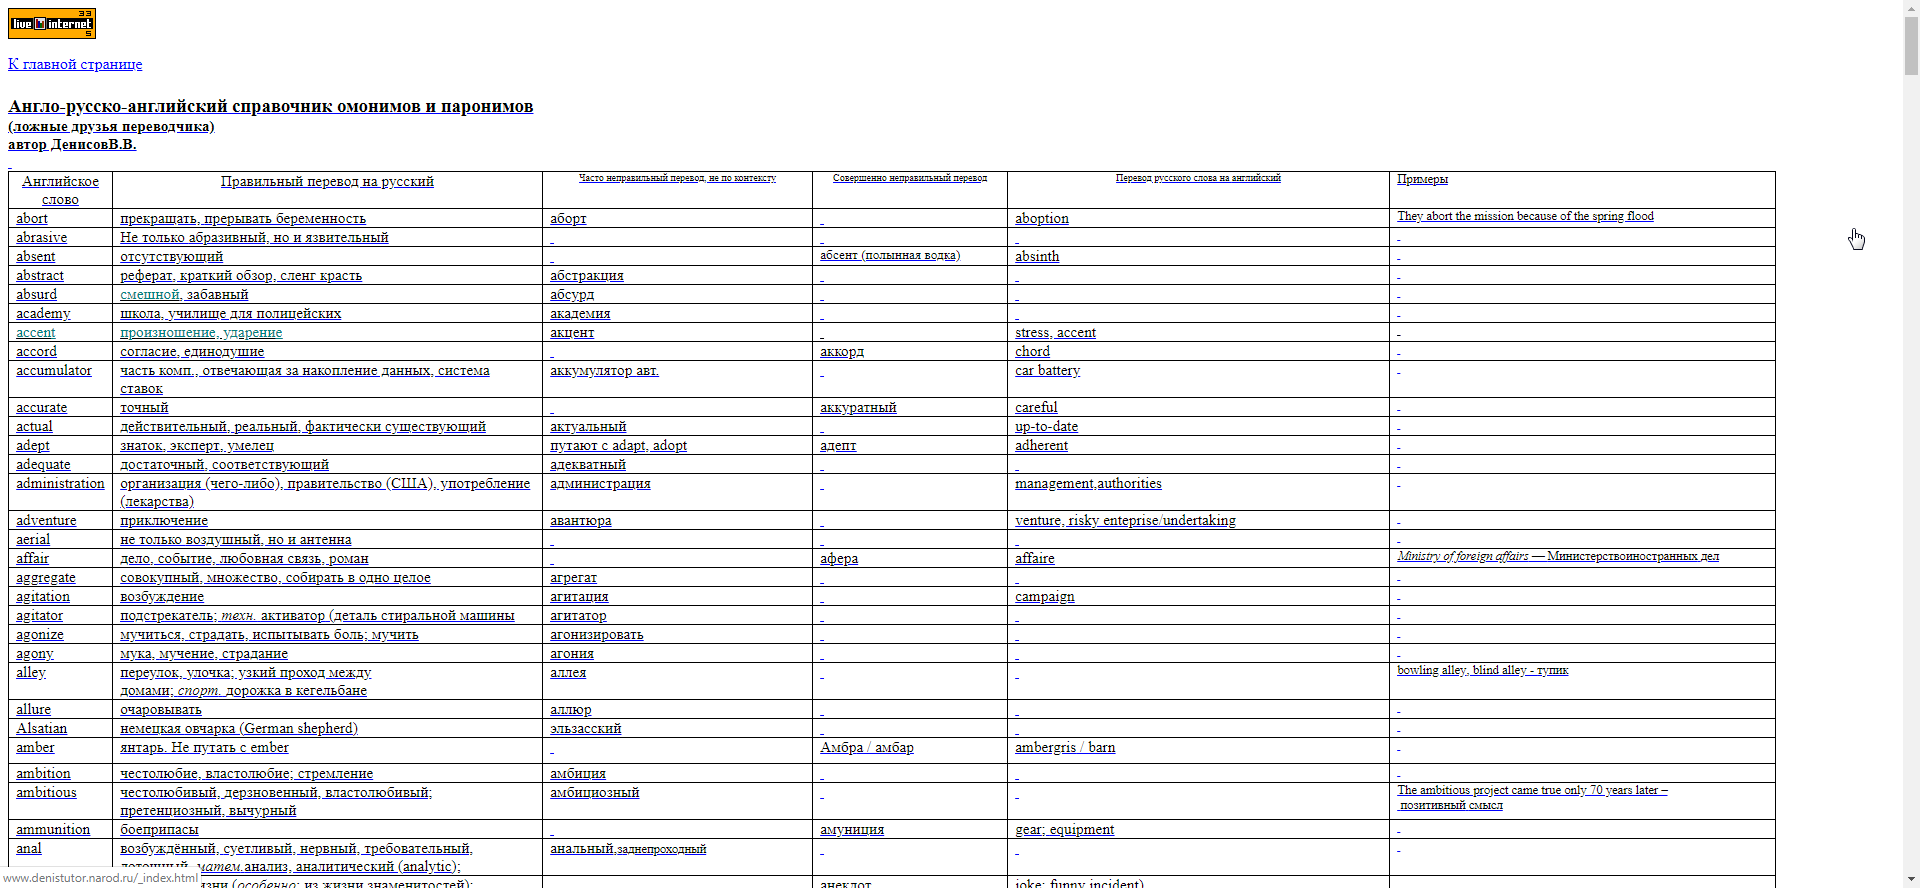 33
live internet
5
К главной странице
Англо-русско-английский справочник омонимов и паронимов
(ложные друзья переводчика)
автор ДенисовВ.В.
Английское слово Правильный перевод на русский Часто неправильный перевод, не по контексту Совершенно неправильный перевод Перевод русского слова на английский Примеры
abort прекращать, прерывать беременность аборт aboption They abort the mission because of the spring flood
abrasive Не только абразивный, но и язвительный
absent отсутствующий абсент (полынная водка) absinth
abstract реферат, краткий обзор, сленг красть абстракция
absurd смешной, забавный абсурд
academy школа, училище для полицейских академия
accent произношение, ударение акцент stress, accent
accord согласие, единодушие аккорд chord
accumulator часть комп., отвечающая за накопление данных, система аккумулятор авт. car battery
ставок
accurate точный аккуратный careful
actual действительный, реальный, фактически существующий актуальный up-to-date
adept знаток, эксперт, умелец путают с adapt, adopt адепт adherent
adequate достаточный, соответствующий адекватный
administration организация (чего-либо), правительство (США), употребление администрация management,authorities
(лекарства)
adventure приключение авантюра venture, risky enteprise/undertaking
aerial не только воздушный, но и антенна
affair дело, событие, любовная связь, роман афера affaire Ministry of foreign affairs — Министерствоиностранных дел
aggregate совокупный, множество, собирать в одно целое агрегат
agitation возбуждение агитация campaign
agitator подстрекатель; техн. активатор (деталь стиральной машины агитатор
agonize мучиться, страдать, испытывать боль; мучить агонизировать
agony мука, мучение, страдание агония
alley переулок, улочка; узкий проход между аллея bowling alley, blind alley - тупик
домами; спорт. дорожка в кегельбане
allure очаровывать аллюр
Alsatian немецкая овчарка (German shepherd) эльзасский
amber янтарь. Не путать с ember Амбра / амбар ambergris / barn
ambition честолюбие, властолюбие; стремление амбиция
ambitious честолюбивый, дерзновенный, властолюбивый; амбициозный The ambitious project came true only 70 years later –
претенциозный, вычурный позитивный смысл
ammunition боеприпасы амуниция gear; equipment
anal возбуждённый, суетливый, нервный, требовательный, анальный,заднепроходный
матем.анализ, аналитический (analytic);
(особенно: из жизни знаменитостей); анекдот joke; funny incident)
www.denistutor.narod.ru/_index.html